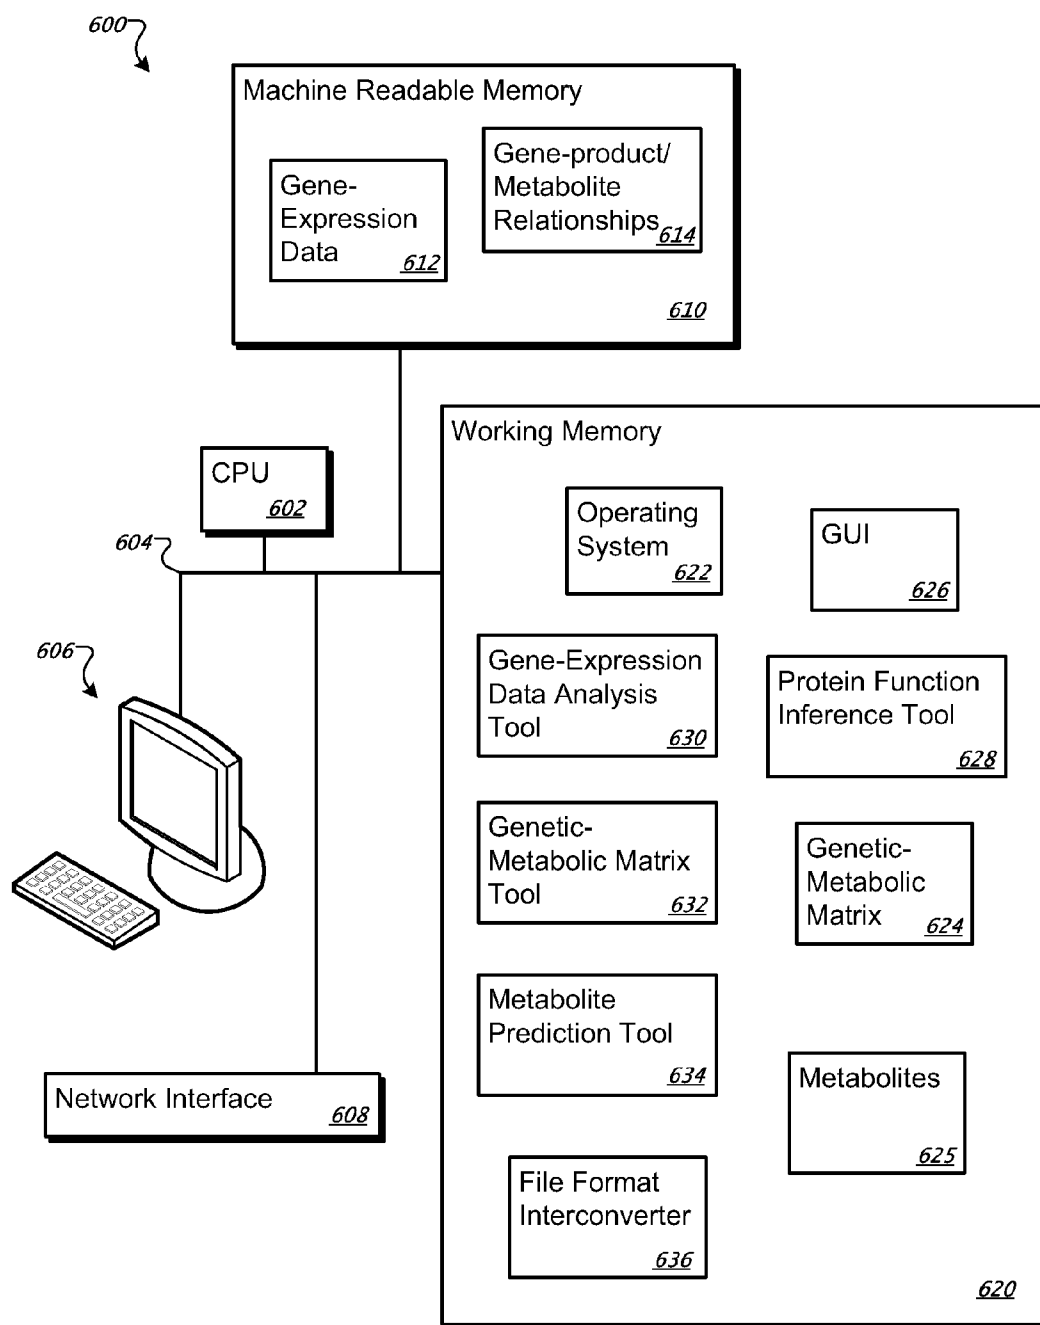 600
Machine Readable Memory
Gene-
Expression
Data
612
Gene-product/
Metabolite
Relationships
614
610
CPU
602
604
606
Network Interface
608
Working Memory
Operating
System
622
GUI
626
Gene-Expression
Data Analysis
Tool
630
Protein Function
Inference Tool
628
Genetic-
Metabolic Matrix
Tool
632
Genetic-
Metabolic
Matrix
624
Metabolite
Prediction Tool
634
Metabolites
625
File Format
Interconverter
636
620